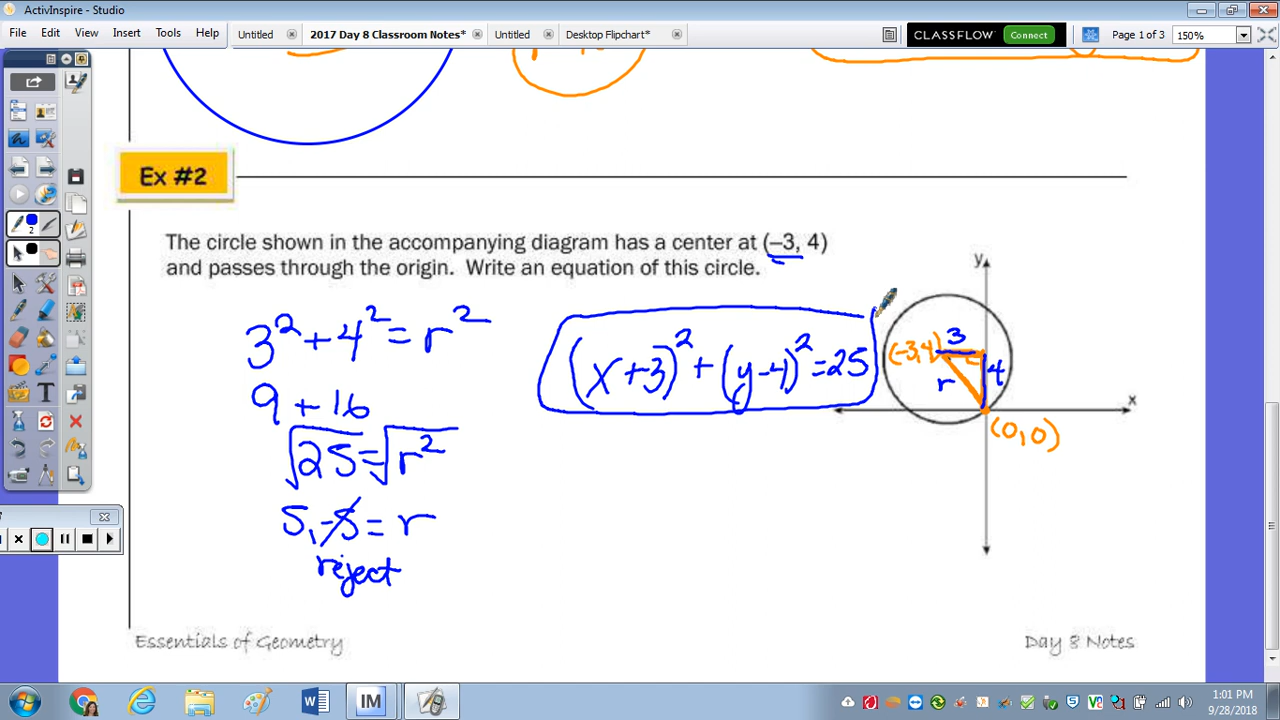 ActivInspire - Studio
File Edit View Insert Tools Help Untitled 2017 Day 8 Classroom Notes* Untitled Desktop Flipchart* CLASSFLOW Connect Page 1 of 3 150%
Ex #2
The circle shown in the accompanying diagram has a center at (−3, 4)
and passes through the origin. Write an equation of this circle.
3² + 4² = r²
9 + 16
√25 = √r²
5, -5 = r
reject
(x+3)² + (y-4)² = 25
y
3
(-3,4)
4
r
x
(0,0)
2
Essentials of Geometry
Day 8 Notes
W
IM
1:01 PM
9/28/2018